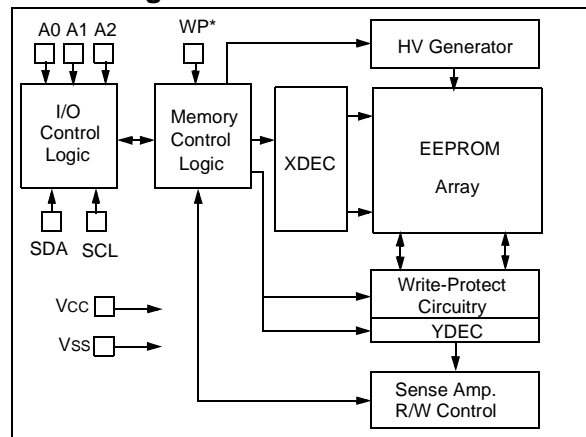 A0 A1 A2
WP*
HV Generator
I/O
Control
Logic
Memory
Control
Logic
XDEC
EEPROM
Array
SDA
SCL
Write-Protect
Circuitry
YDEC
VCC
VSS
Sense Amp.
R/W Control